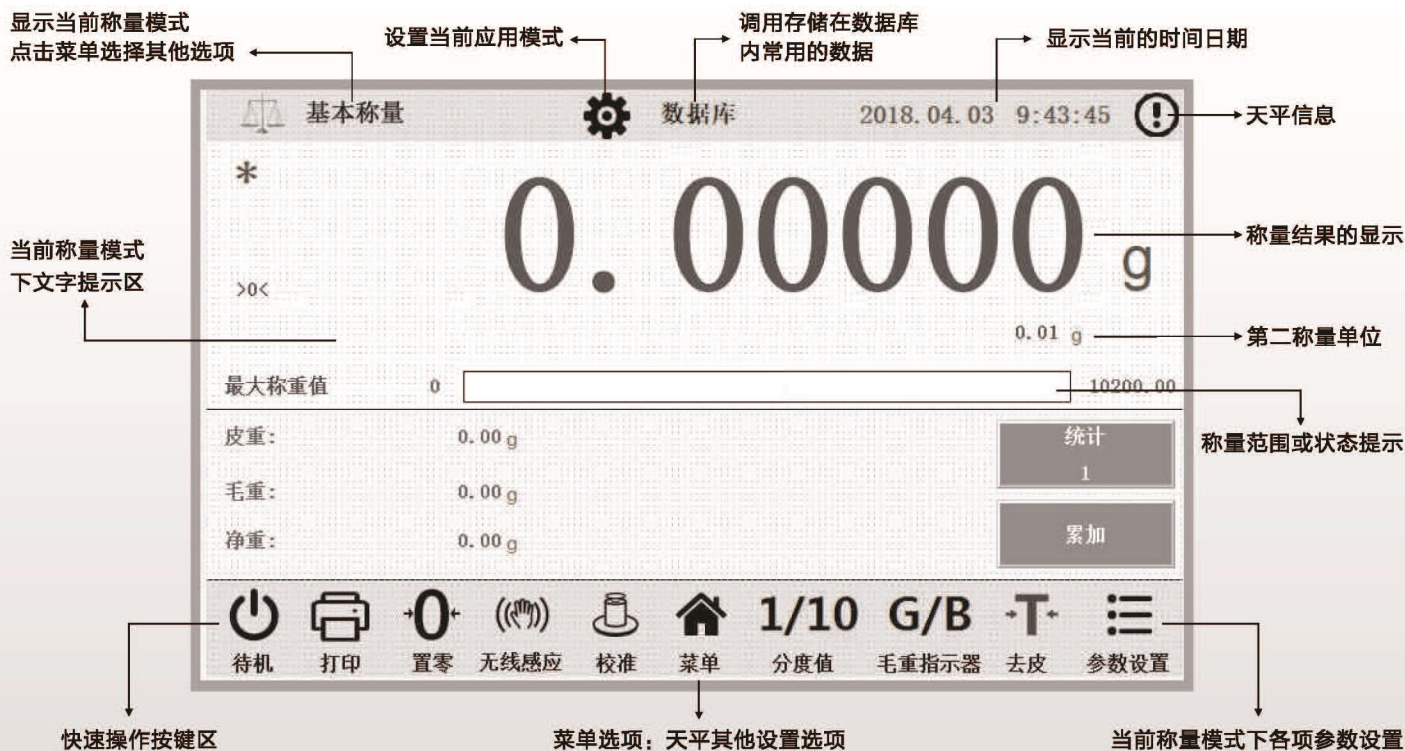 显示当前称量模式
点击菜单选择其他选项
设置当前应用模式
调用存储在数据库
内常用的数据
显示当前的时间日期
基本称量
数据库
2018.04.03 9:43:45
天平信息
*
0.00000 g
称量结果的显示
当前称量模式
下文字提示区
>0<
0.01 g
第二称量单位
最大称重值 0
10200.00
称量范围或状态提示
皮重: 0.00 g
统计
1
毛重: 0.00 g
净重: 0.00 g
累加
0 1/10 G/B T
待机 打印 置零 无线感应 校准 菜单 分度值 毛重指示器 去皮 参数设置
快速操作按键区
菜单选项:天平其他设置选项
当前称量模式下各项参数设置